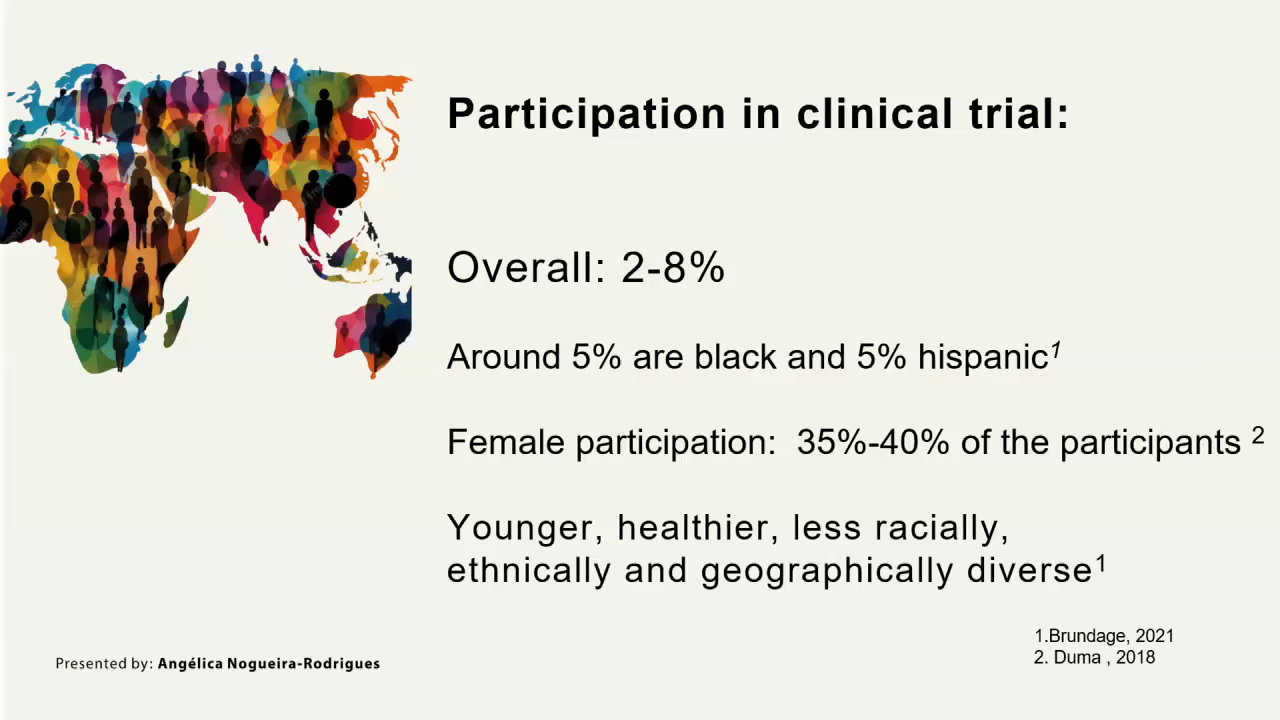 Participation in clinical trial:
Overall: 2-8%
Around 5% are black and 5% hispanic1
Female participation:  35%-40% of the participants 2
Younger, healthier, less racially,
ethnically and geographically diverse1
1.Brundage, 2021
2. Duma , 2018
Presented by: Angélica Nogueira-Rodrigues